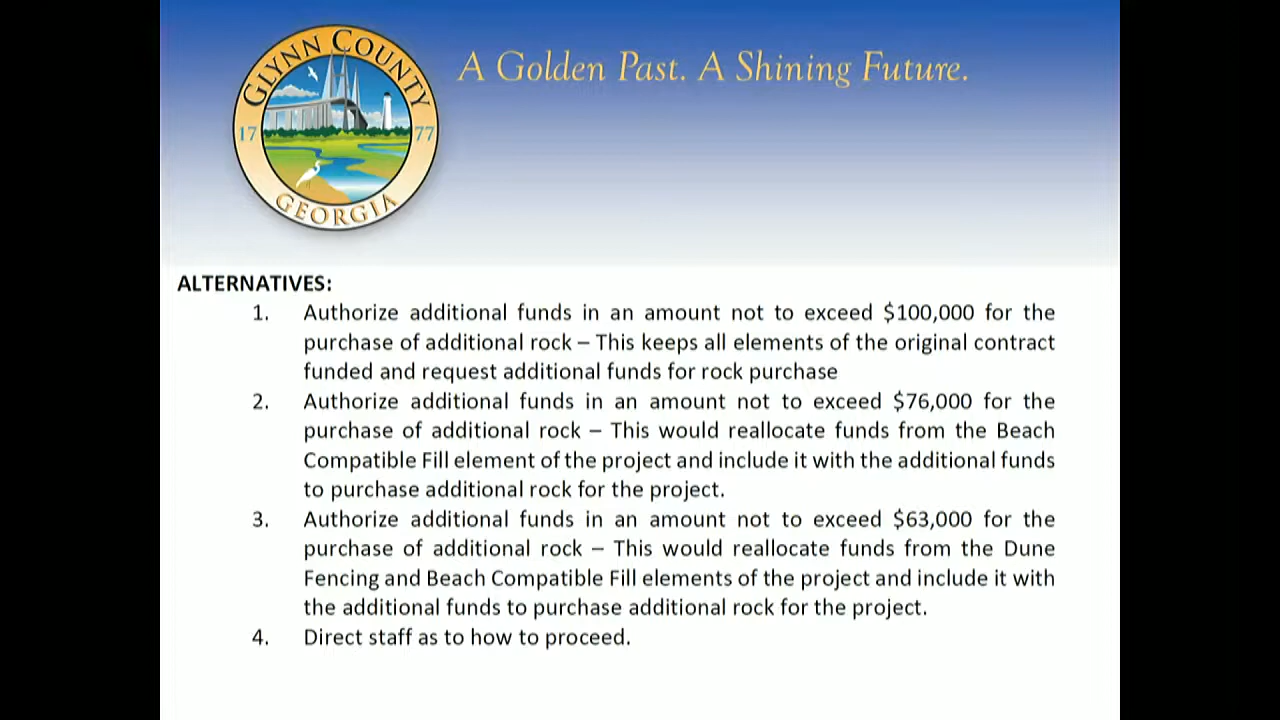 GLYNN COUNTY
17 77
GEORGIA
A Golden Past. A Shining Future.
ALTERNATIVES:
1. Authorize additional funds in an amount not to exceed $100,000 for the
purchase of additional rock – This keeps all elements of the original contract
funded and request additional funds for rock purchase
2. Authorize additional funds in an amount not to exceed $76,000 for the
purchase of additional rock – This would reallocate funds from the Beach
Compatible Fill element of the project and include it with the additional funds
to purchase additional rock for the project.
3. Authorize additional funds in an amount not to exceed $63,000 for the
purchase of additional rock – This would reallocate funds from the Dune
Fencing and Beach Compatible Fill elements of the project and include it with
the additional funds to purchase additional rock for the project.
4. Direct staff as to how to proceed.